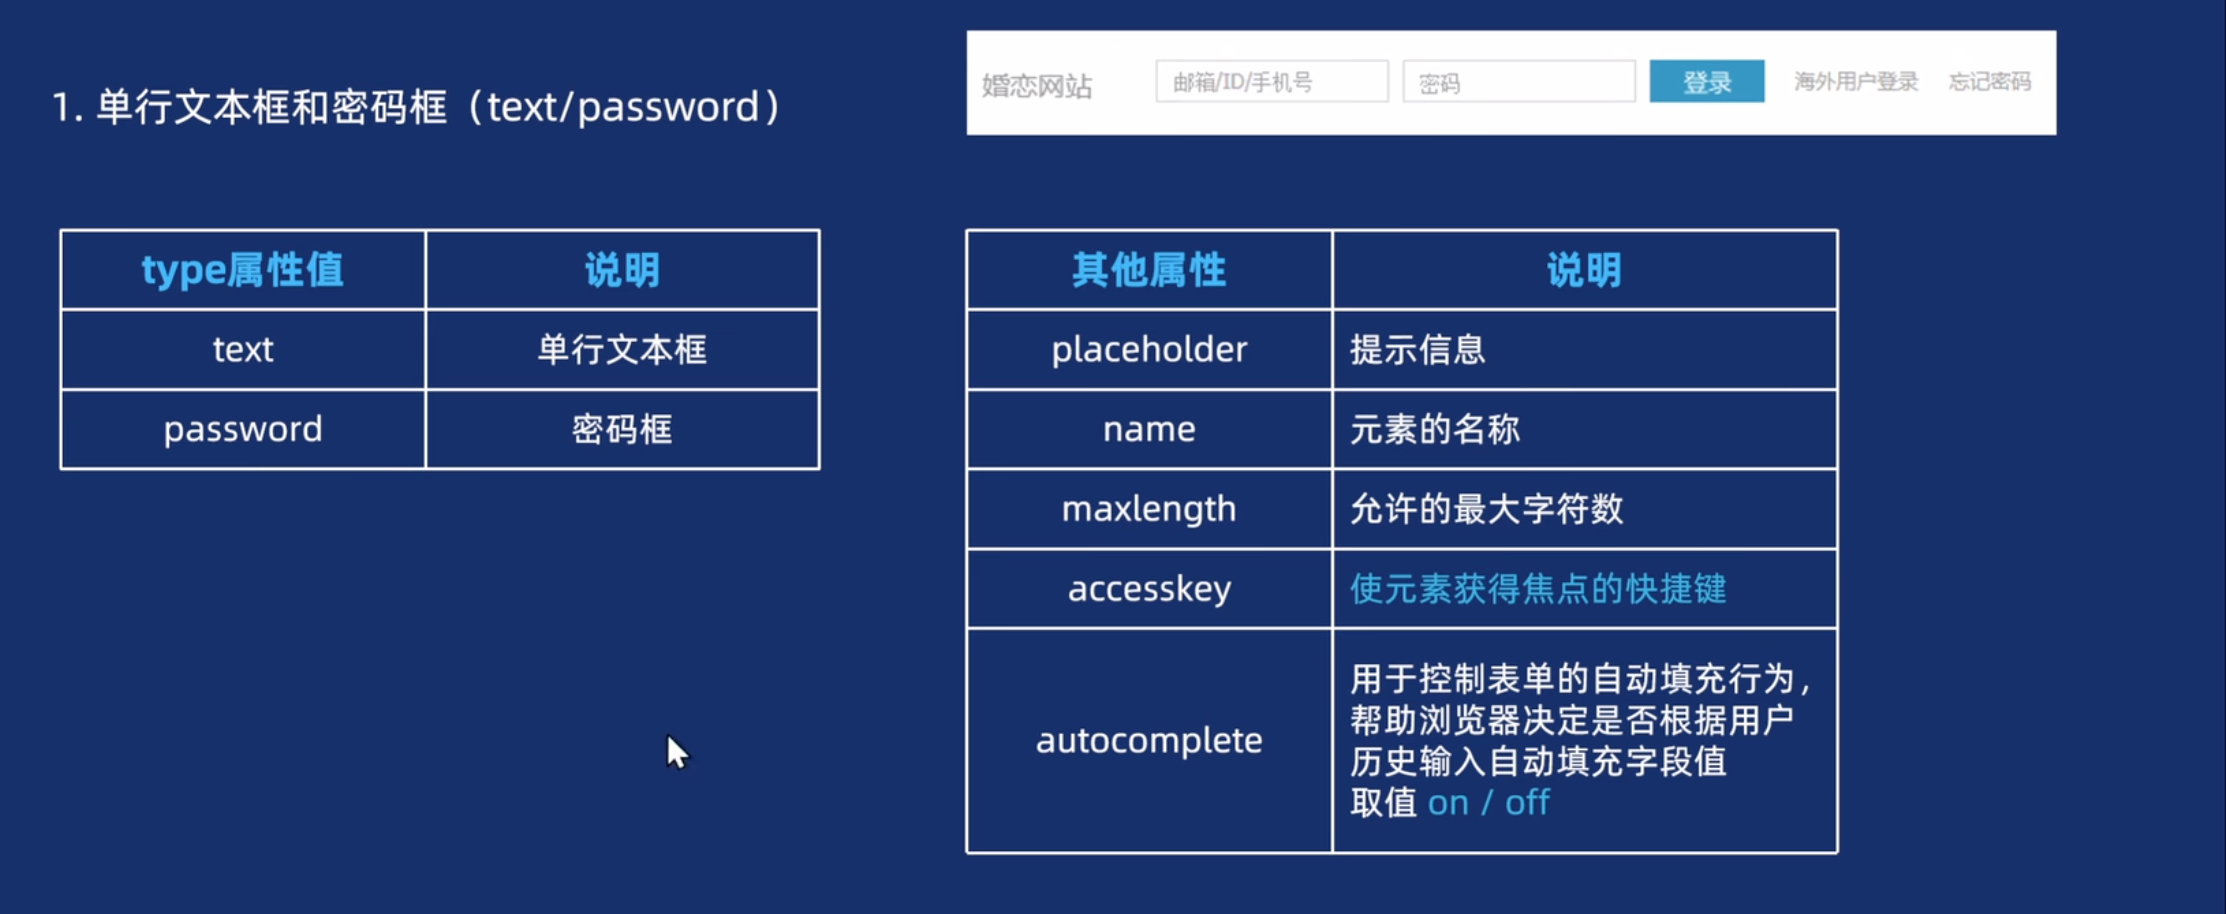 1. 单行文本框和密码框（text/password）
婚恋网站 邮箱/ID/手机号 密码 登录 海外用户登录 忘记密码
type属性值 说明
text 单行文本框
password 密码框
其他属性 说明
placeholder 提示信息
name 元素的名称
maxlength 允许的最大字符数
accesskey 使元素获得焦点的快捷键
autocomplete
用于控制表单的自动填充行为，
帮助浏览器决定是否根据用户
历史输入自动填充字段值
取值 on / off